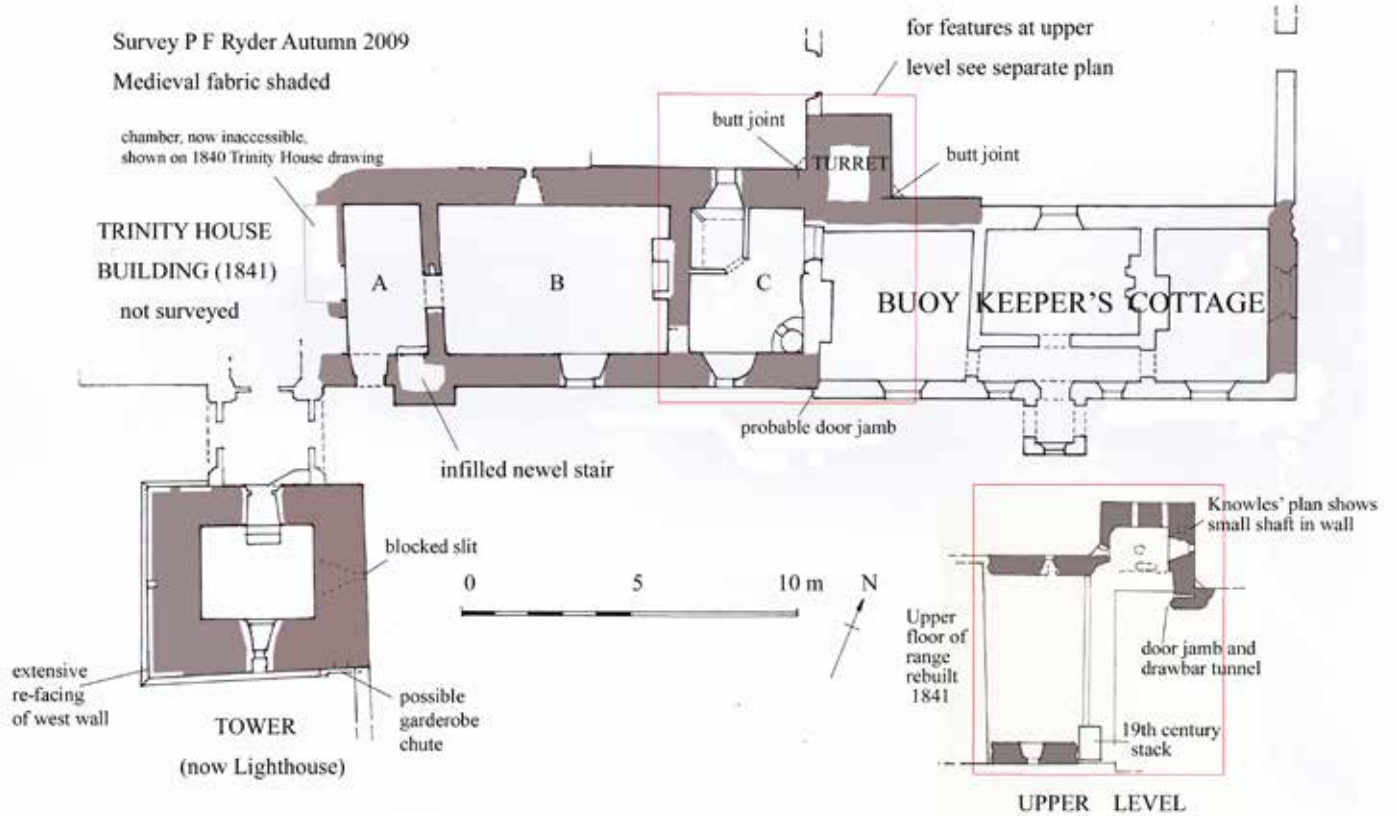 Survey P F Ryder Autumn 2009
Medieval fabric shaded
for features at upper
level see separate plan
chamber, now inaccessible,
shown on 1840 Trinity House drawing
butt joint
TURRET
butt joint
TRINITY HOUSE
BUILDING (1841)
not surveyed
A
B
C
BUOY KEEPER'S COTTAGE
probable door jamb
infilled newel stair
blocked slit
0 5 10 m
N
extensive
re-facing
of west wall
possible
garderobe
chute
TOWER
(now Lighthouse)
Knowles' plan shows
small shaft in wall
Upper
floor of
range
rebuilt
1841
door jamb and
drawbar tunnel
19th century
stack
UPPER LEVEL